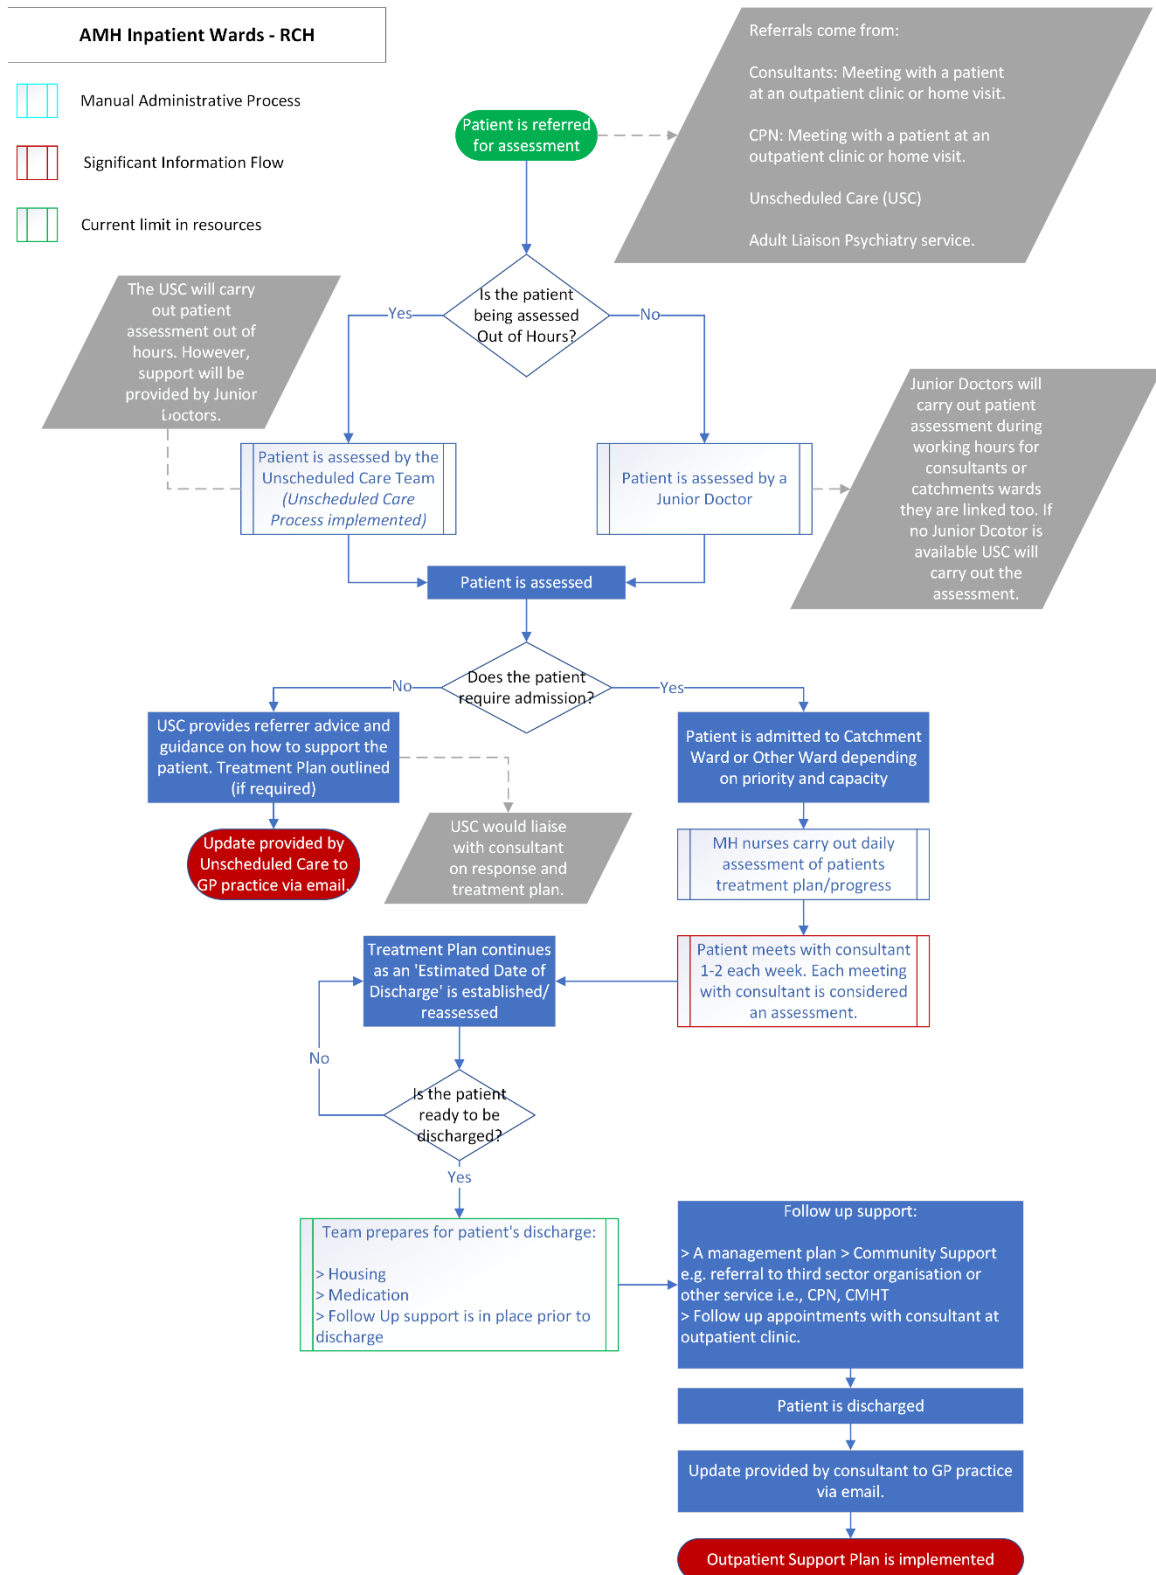 AMH Inpatient Wards - RCH
Manual Administrative Process
Significant Information Flow
Current limit in resources
Patient is referred
for assessment
Referrals come from:
Consultants: Meeting with a patient
at an outpatient clinic or home visit.
CPN: Meeting with a patient at an
outpatient clinic or home visit.
Unscheduled Care (USC)
Adult Liaison Psychiatry service.
Is the patient
being assessed
Out of Hours?
Yes
No
The USC will carry
out patient
assessment out of
hours. However,
support will be
provided by Junior
Doctors.
Junior Doctors will
carry out patient
assessment during
working hours for
consultants or
catchments wards
they are linked too. If
no Junior Dcotor is
available USC will
carry out the
assessment.
Patient is assessed by the
Unscheduled Care Team
(Unscheduled Care
Process implemented)
Patient is assessed by a
Junior Doctor
Patient is assessed
Does the patient
require admission?
No
Yes
USC provides referrer advice and
guidance on how to support the
patient. Treatment Plan outlined
(if required)
Patient is admitted to Catchment
Ward or Other Ward depending
on priority and capacity
Update provided by
Unscheduled Care to
GP practice via email.
USC would liaise
with consultant
on response and
treatment plan.
MH nurses carry out daily
assessment of patients
treatment plan/progress
Patient meets with consultant
1-2 each week. Each meeting
with consultant is considered
an assessment.
Treatment Plan continues
as an 'Estimated Date of
Discharge' is established/
reassessed
No
Is the patient
ready to be
discharged?
Yes
Team prepares for patient's discharge:
> Housing
> Medication
> Follow Up support is in place prior to
discharge
Follow up support:
> A management plan > Community Support
e.g. referral to third sector organisation or
other service i.e., CPN, CMHT
> Follow up appointments with consultant at
outpatient clinic.
Patient is discharged
Update provided by consultant to GP practice
via email.
Outpatient Support Plan is implemented